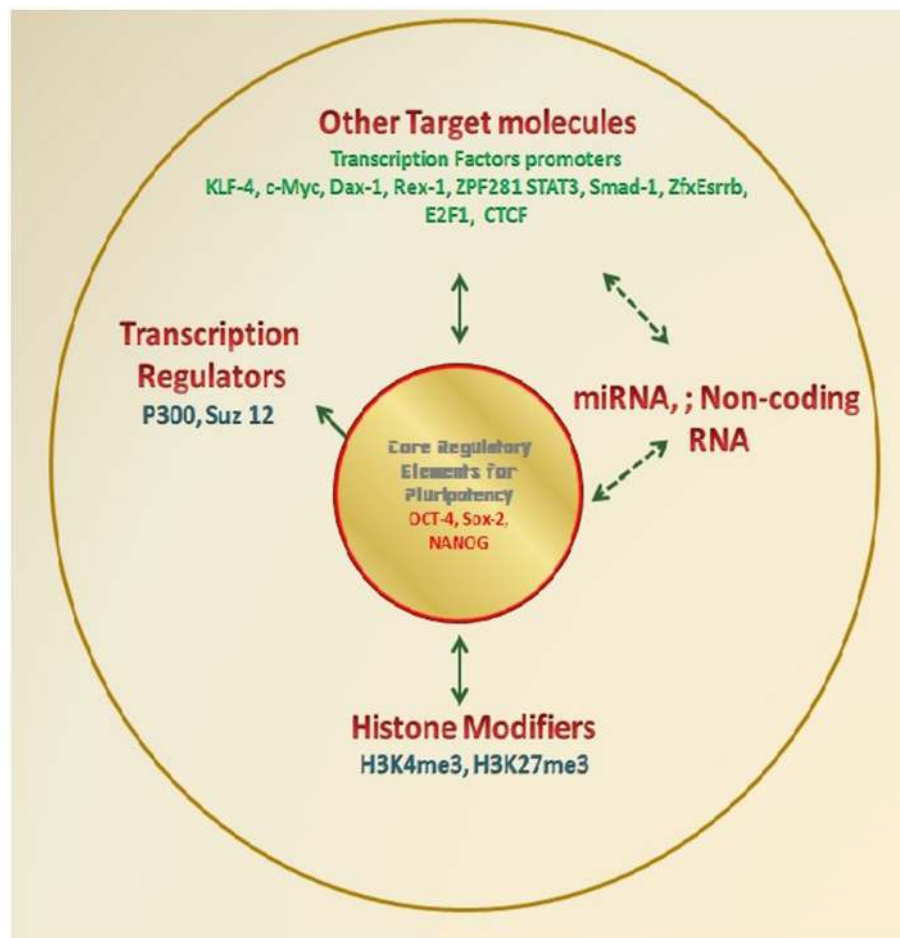 Other Target molecules
Transcription Factors promoters
KLF-4, c-Myc, Dax-1, Rex-1, ZPF281 STAT3, Smad-1, ZfxEsrrb,
E2F1, CTCF
Transcription
Regulators
P300, Suz 12
miRNA, ; Non-coding
RNA
Core Regulatory
Elements for
Pluripotency
OCT-4, Sox-2,
NANOG
Histone Modifiers
H3K4me3, H3K27me3